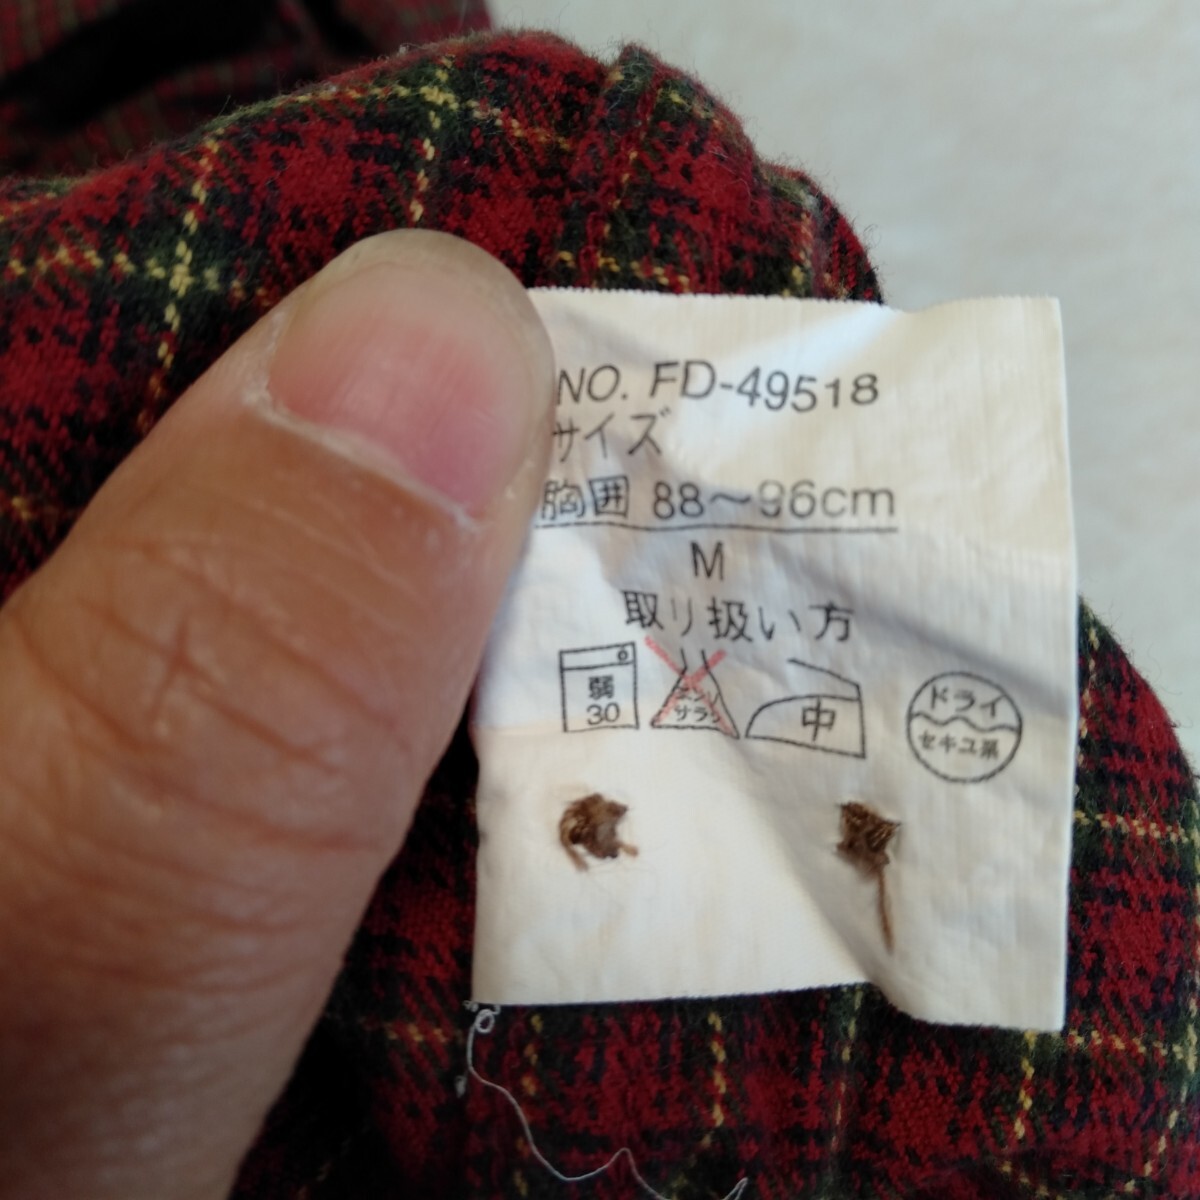 NO. FD-49518
サイズ
胸囲 88～96cm
M
取り扱い方
弱
30
エンソ
サラシ
中
ドライ
セキユ系